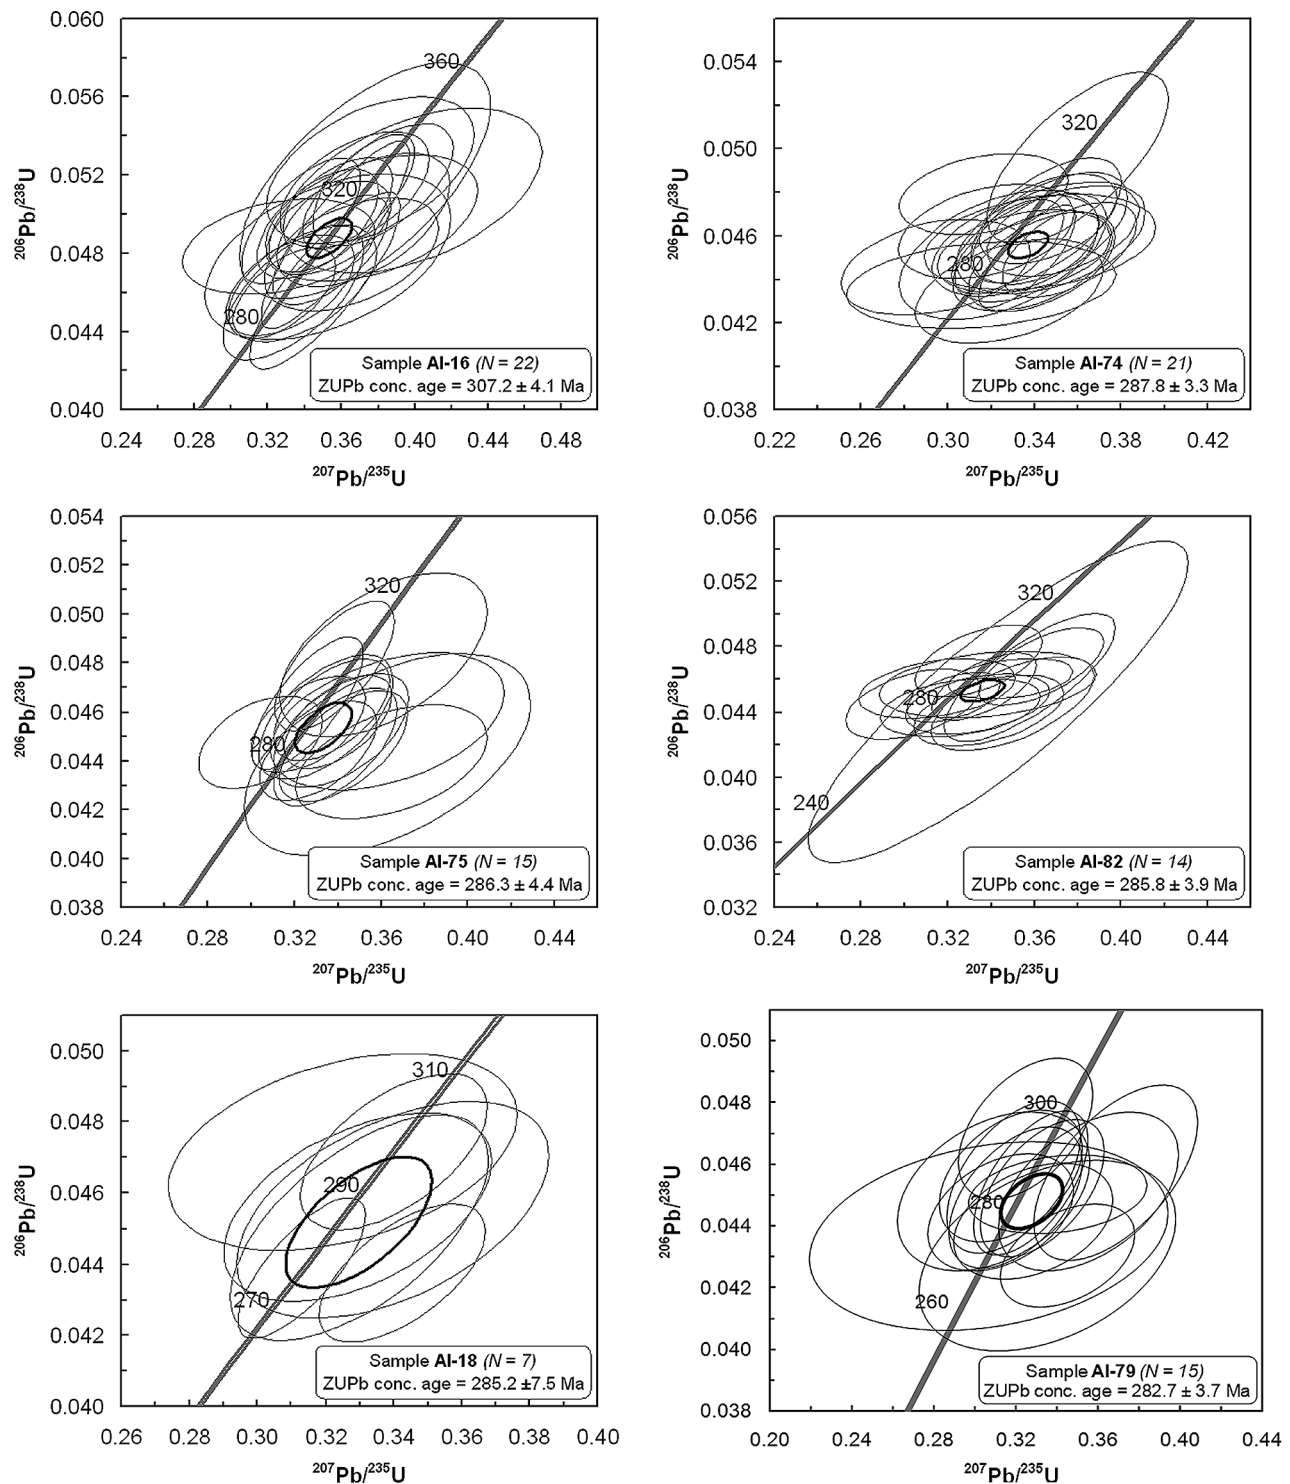 0.060
0.056
0.052
0.048
0.044
0.040
²⁰⁶Pb/²³⁸U
360
320
280
Sample AI-16 (N = 22)
ZUPb conc. age = 307.2 ± 4.1 Ma
0.24 0.28 0.32 0.36 0.40 0.44 0.48
²⁰⁷Pb/²³⁵U
0.054
0.050
0.046
0.042
0.038
²⁰⁶Pb/²³⁸U
320
280
Sample AI-74 (N = 21)
ZUPb conc. age = 287.8 ± 3.3 Ma
0.22 0.26 0.30 0.34 0.38 0.42
²⁰⁷Pb/²³⁵U
0.054
0.052
0.050
0.048
0.046
0.044
0.042
0.040
0.038
²⁰⁶Pb/²³⁸U
320
280
Sample AI-75 (N = 15)
ZUPb conc. age = 286.3 ± 4.4 Ma
0.24 0.28 0.32 0.36 0.40 0.44
²⁰⁷Pb/²³⁵U
0.056
0.052
0.048
0.044
0.040
0.036
0.032
²⁰⁶Pb/²³⁸U
320
280
240
Sample AI-82 (N = 14)
ZUPb conc. age = 285.8 ± 3.9 Ma
0.24 0.28 0.32 0.36 0.40 0.44
²⁰⁷Pb/²³⁵U
0.050
0.048
0.046
0.044
0.042
0.040
²⁰⁶Pb/²³⁸U
310
290
270
Sample AI-18 (N = 7)
ZUPb conc. age = 285.2 ±7.5 Ma
0.26 0.28 0.30 0.32 0.34 0.36 0.38 0.40
²⁰⁷Pb/²³⁵U
0.050
0.048
0.046
0.044
0.042
0.040
0.038
²⁰⁶Pb/²³⁸U
300
280
260
Sample AI-79 (N = 15)
ZUPb conc. age = 282.7 ± 3.7 Ma
0.20 0.24 0.28 0.32 0.36 0.40 0.44
²⁰⁷Pb/²³⁵U